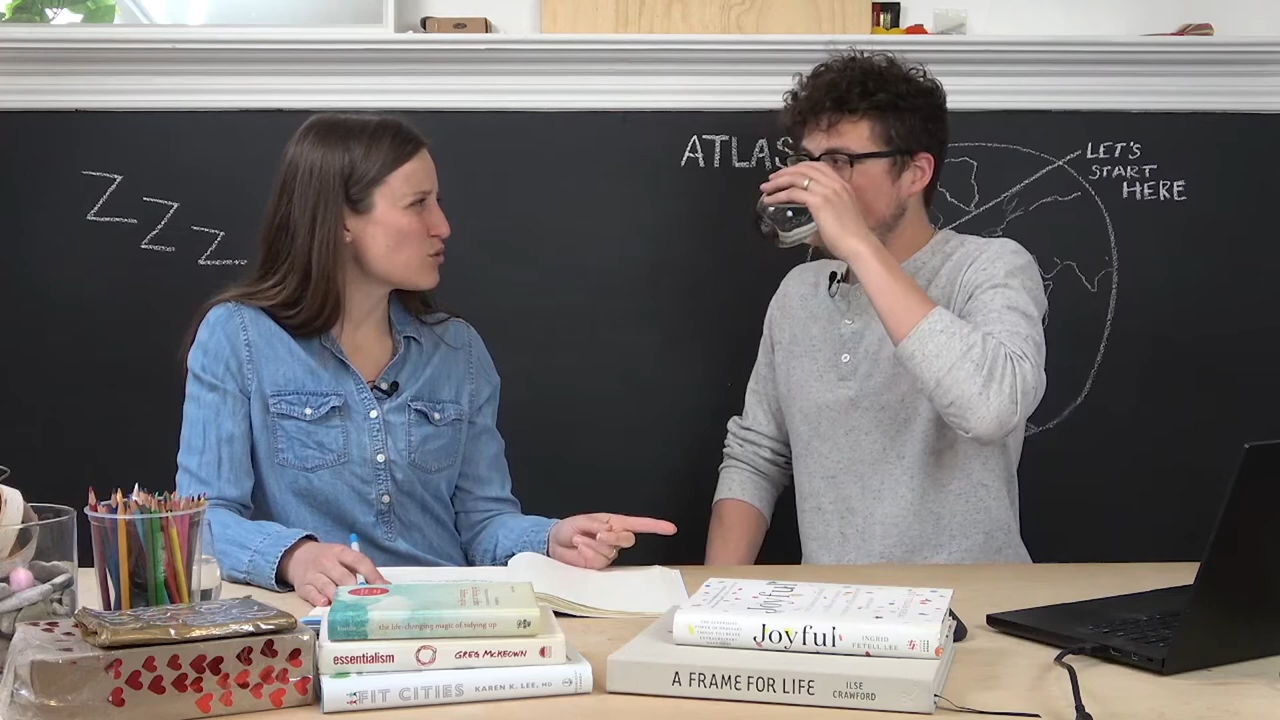 ZZZ
ATLAS
LET'S
START
HERE
the life-changing magic of tidying up
essentialism GREG MCKEOWN
FIT CITIES KAREN K. LEE, MD
Joyful
Joyful INGRID
FETELL LEE
A FRAME FOR LIFE ILSE
CRAWFORD